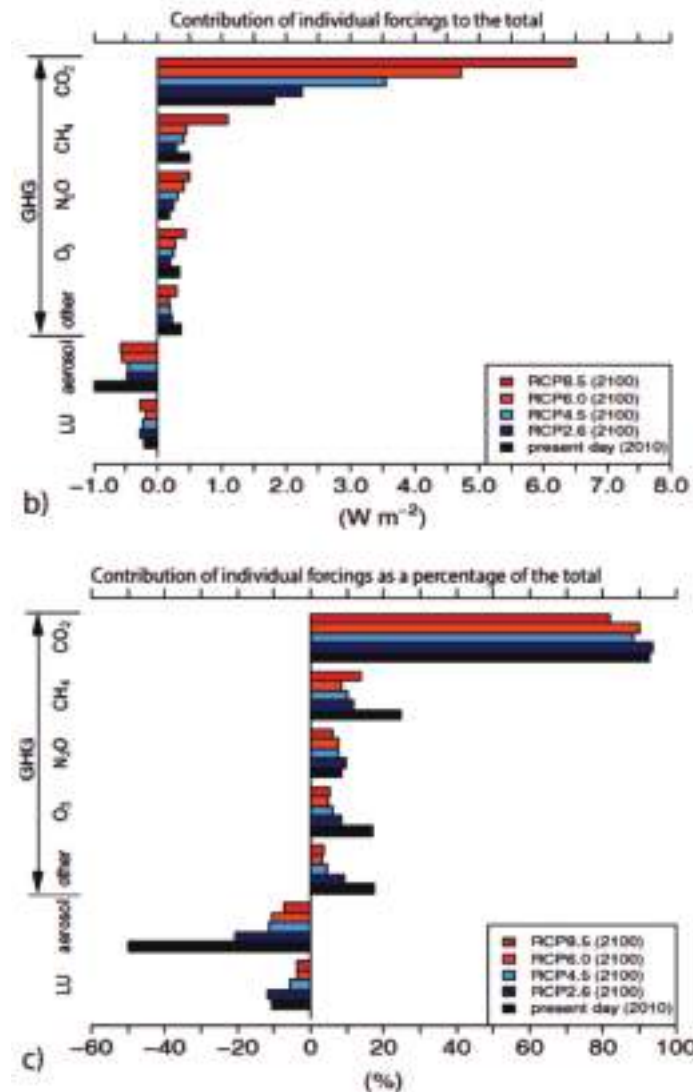 Contribution of individual forcings to the total
GHG
CO₂
CH₄
N₂O
O₃
other
aerosol
LU
RCP8.5 (2100)
RCP6.0 (2100)
RCP4.5 (2100)
RCP2.6 (2100)
present day (2010)
−1.0 0.0 1.0 2.0 3.0 4.0 5.0 6.0 7.0 8.0
(W m⁻²)
b)
Contribution of individual forcings as a percentage of the total
GHG
CO₂
CH₄
N₂O
O₃
other
aerosol
LU
RCP8.5 (2100)
RCP6.0 (2100)
RCP4.5 (2100)
RCP2.6 (2100)
present day (2010)
−60 −40 −20 0 20 40 60 80 100
(%)
c)